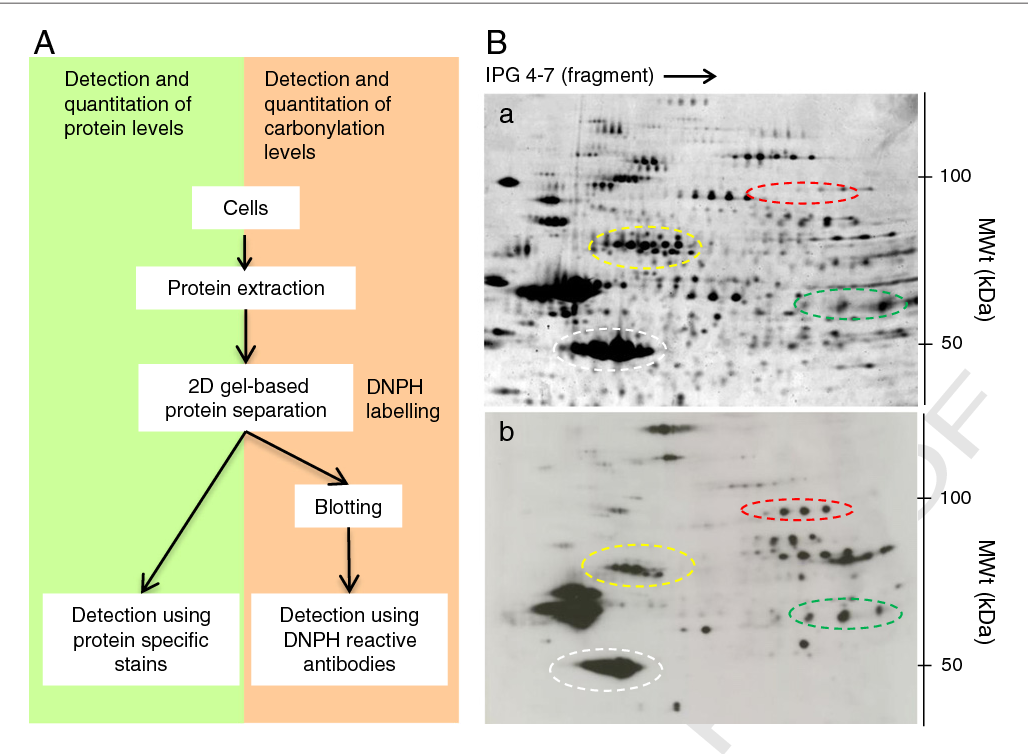 A
Detection and
quantitation of
protein levels
Detection and
quantitation of
carbonylation
levels
Cells
Protein extraction
2D gel-based
protein separation
DNPH
labelling
Blotting
Detection using
protein specific
stains
Detection using
DNPH reactive
antibodies
B
IPG 4-7 (fragment)
a
100
MWt (kDa)
50
b
100
MWt (kDa)
50